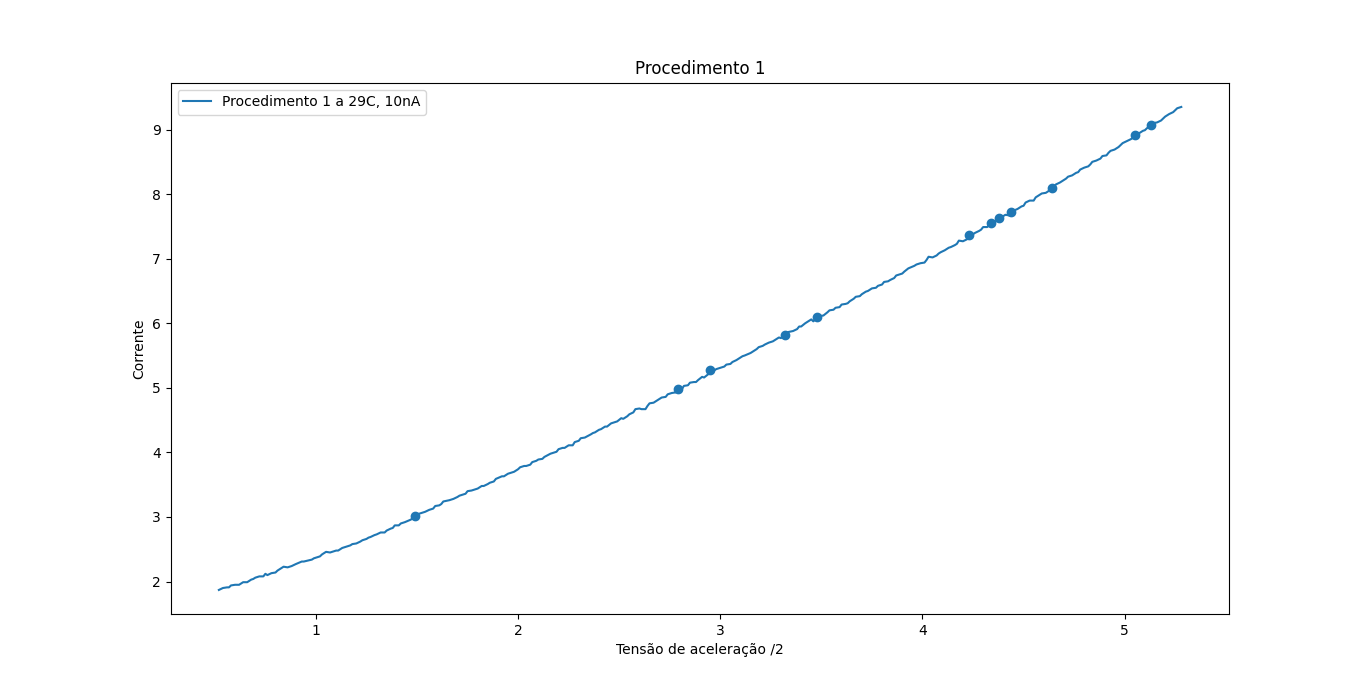 Procedimento 1
Procedimento 1 a 29C, 10nA
Corrente
9
8
7
6
5
4
3
2
1 2 3 4 5
Tensão de aceleração /2